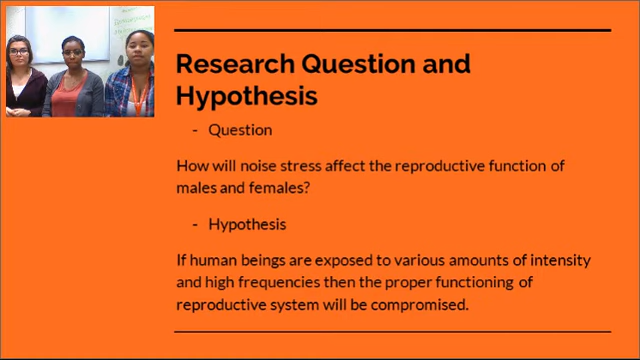 Research Question and
Hypothesis
- Question
How will noise stress affect the reproductive function of
males and females?
- Hypothesis
If human beings are exposed to various amounts of intensity
and high frequencies then the proper functioning of
reproductive system will be compromised.